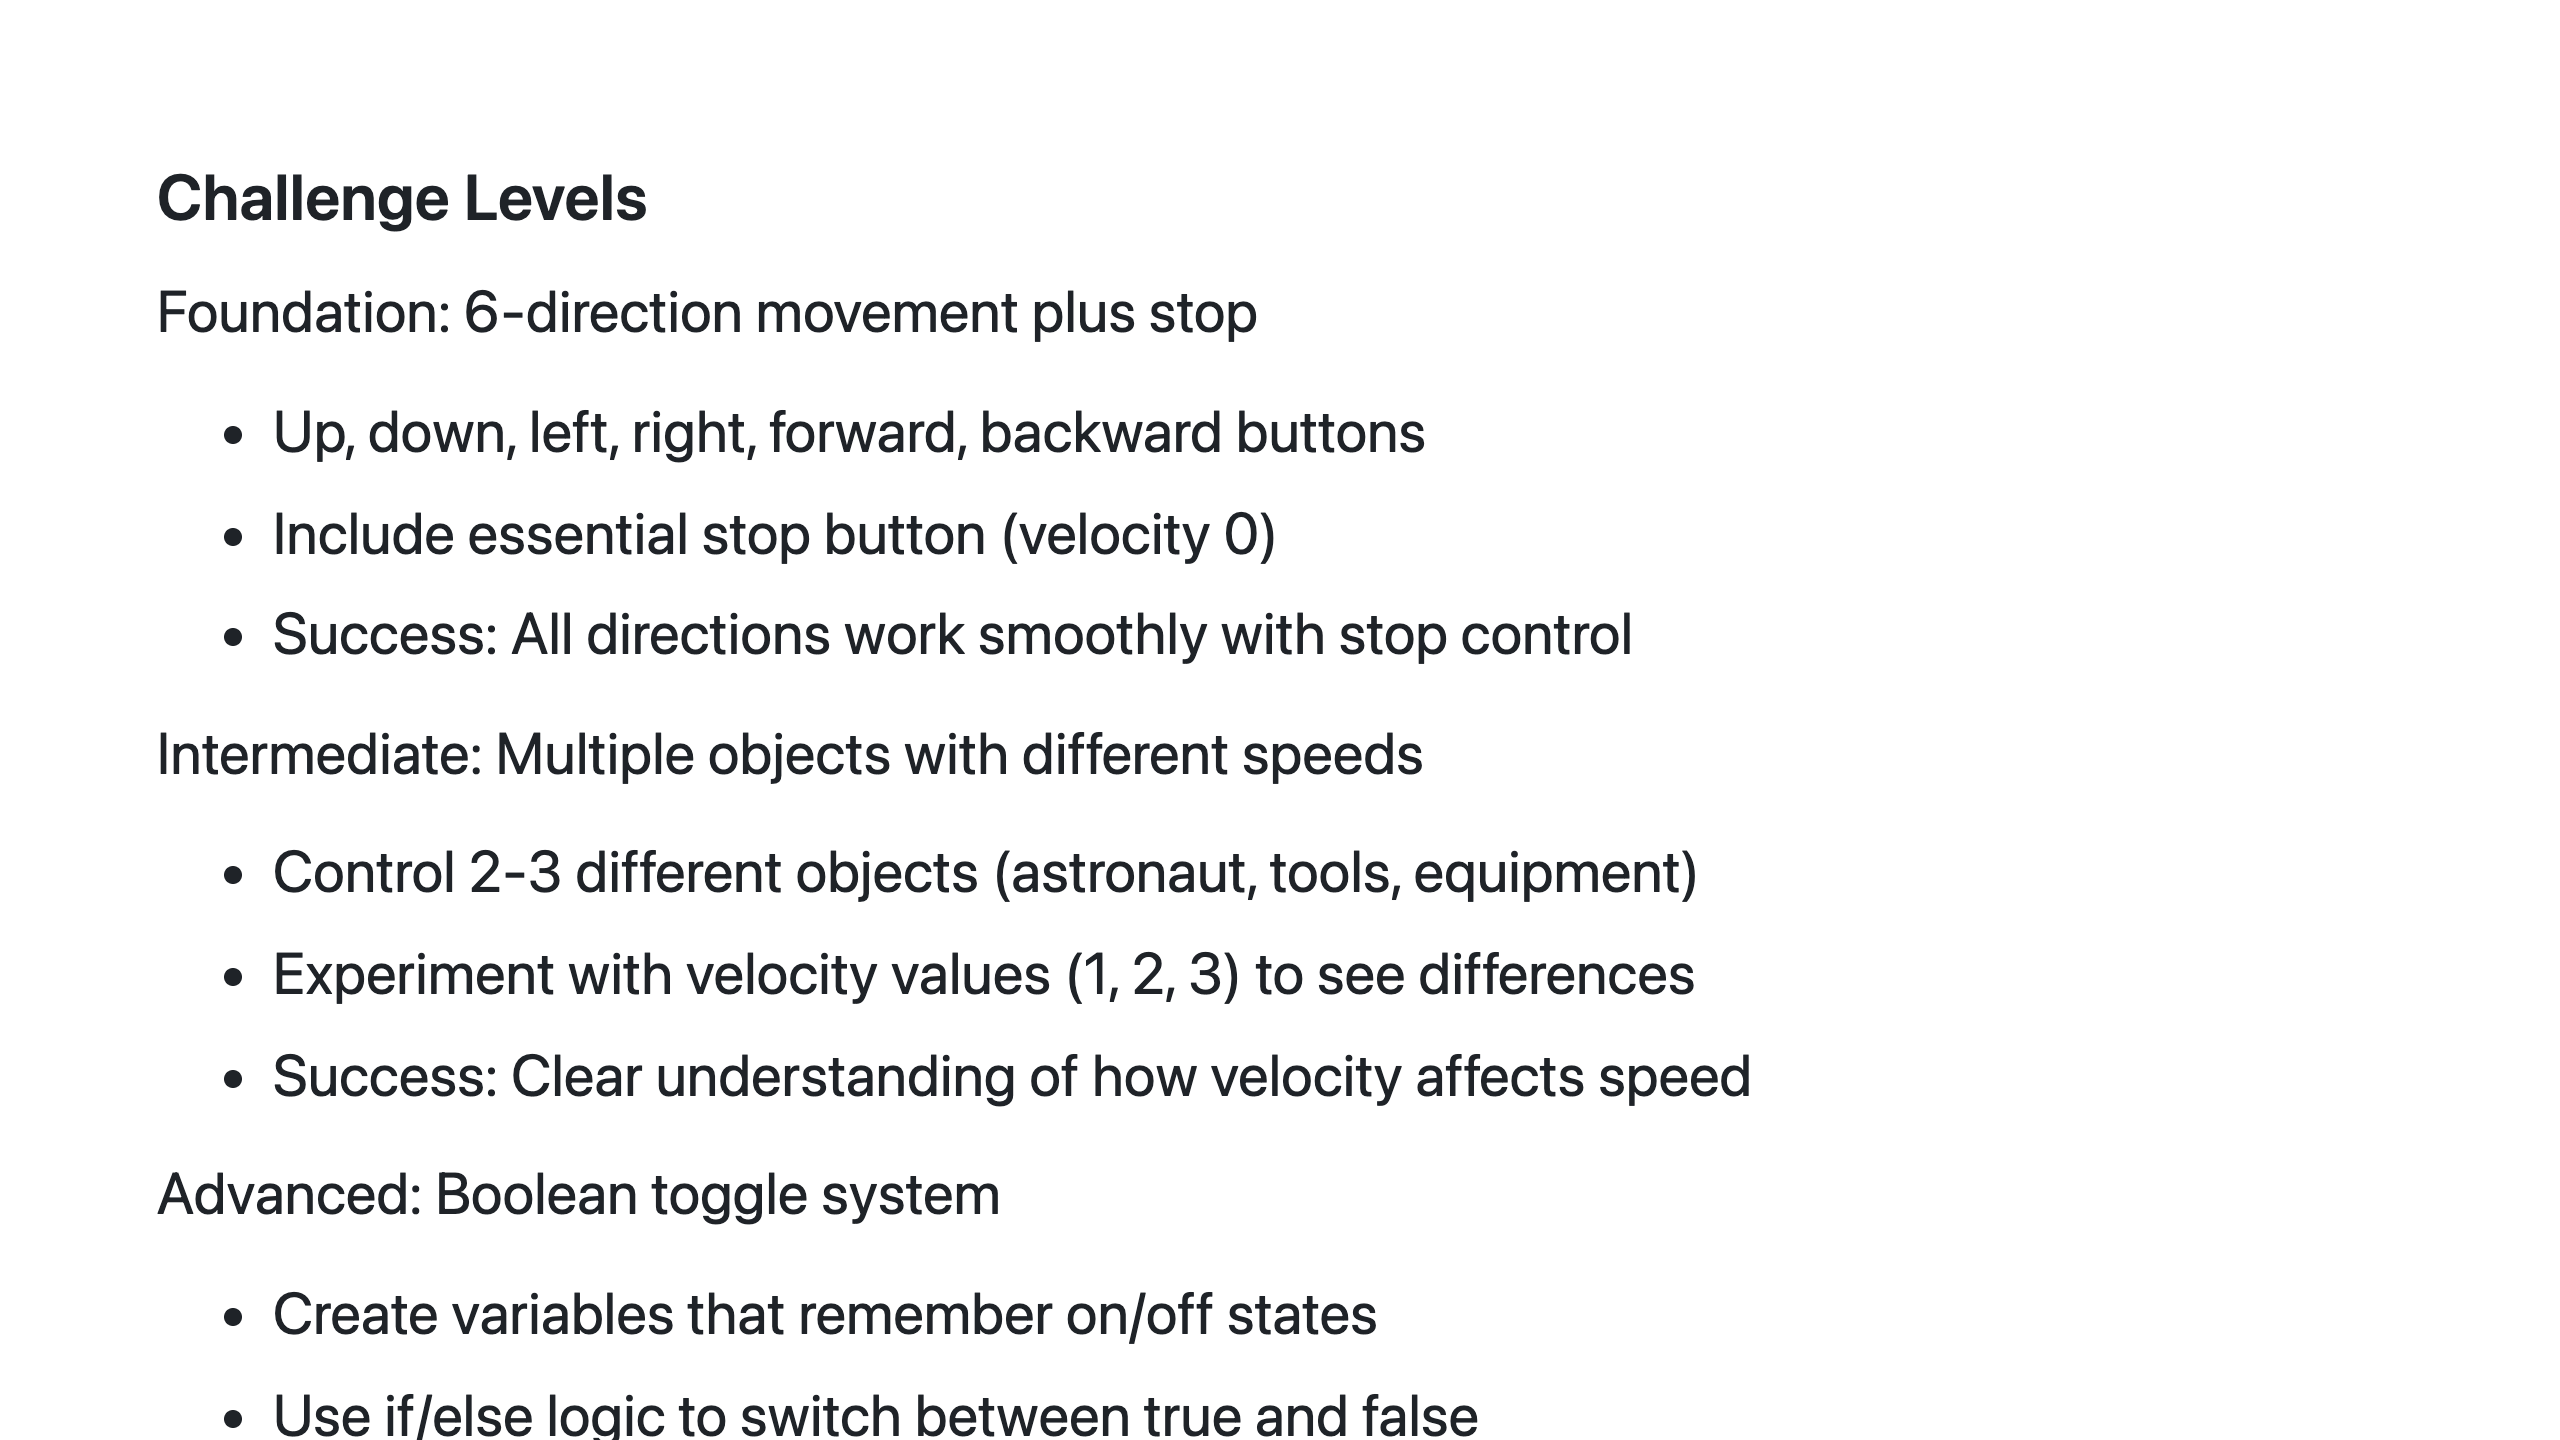 Challenge Levels
Foundation: 6-direction movement plus stop
• Up, down, left, right, forward, backward buttons
• Include essential stop button (velocity 0)
• Success: All directions work smoothly with stop control
Intermediate: Multiple objects with different speeds
• Control 2-3 different objects (astronaut, tools, equipment)
• Experiment with velocity values (1, 2, 3) to see differences
• Success: Clear understanding of how velocity affects speed
Advanced: Boolean toggle system
• Create variables that remember on/off states
• Use if/else logic to switch between true and false